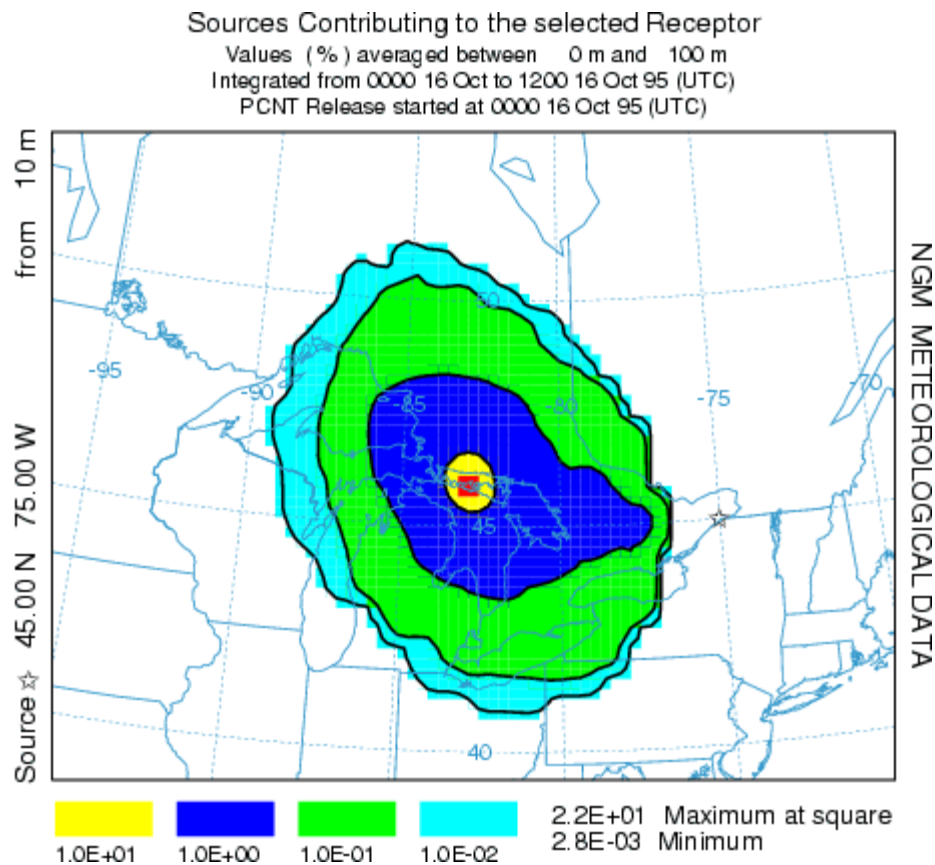 Sources Contributing to the selected Receptor
Values ( % ) averaged between 0 m and 100 m
Integrated from 0000 16 Oct to 1200 16 Oct 95 (UTC)
PCNT Release started at 0000 16 Oct 95 (UTC)
Source ☆ 45.00 N 75.00 W from 10 m
NGM METEOROLOGICAL DATA
50
-95
-90
-85
-80
-75
-70
45
40
1.0E+01 1.0E+00 1.0E-01 1.0E-02
2.2E+01 Maximum at square
2.8E-03 Minimum